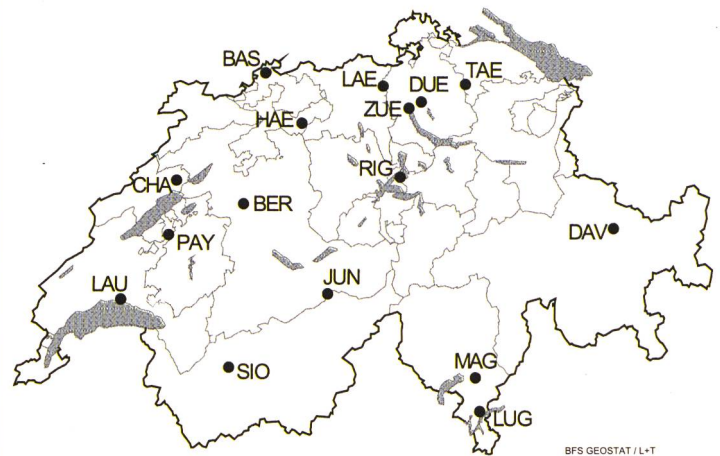 BAS
LAE
DUE
TAE
ZUE
HAE
CHA
RIG
BER
PAY
DAV
LAU
JUN
SIO
MAG
LUG
BFS GEOSTAT / L+T